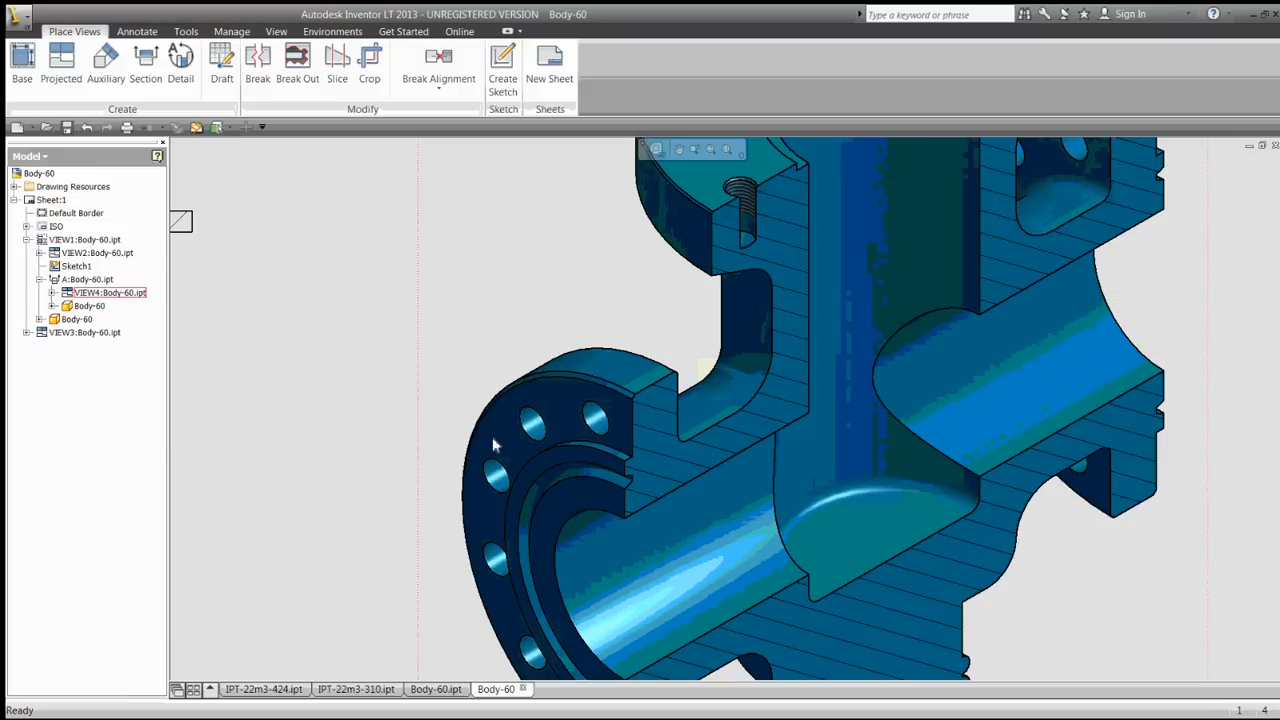 Autodesk Inventor LT 2013 - UNREGISTERED VERSION Body-60
Type a keyword or phrase
Sign In
Place Views Annotate Tools Manage View Environments Get Started Online
Base Projected Auxiliary Section Detail Draft Break Break Out Slice Crop Break Alignment Create Sketch New Sheet
Create Modify Sketch Sheets
Model
Body-60
Drawing Resources
Sheet:1
Default Border
ISO
VIEW1:Body-60.ipt
VIEW2:Body-60.ipt
Sketch1
A:Body-60.ipt
VIEW4:Body-60.ipt
Body-60
Body-60
VIEW3:Body-60.ipt
IPT-22m3-424.ipt IPT-22m3-310.ipt Body-60.ipt Body-60
Ready 1 4